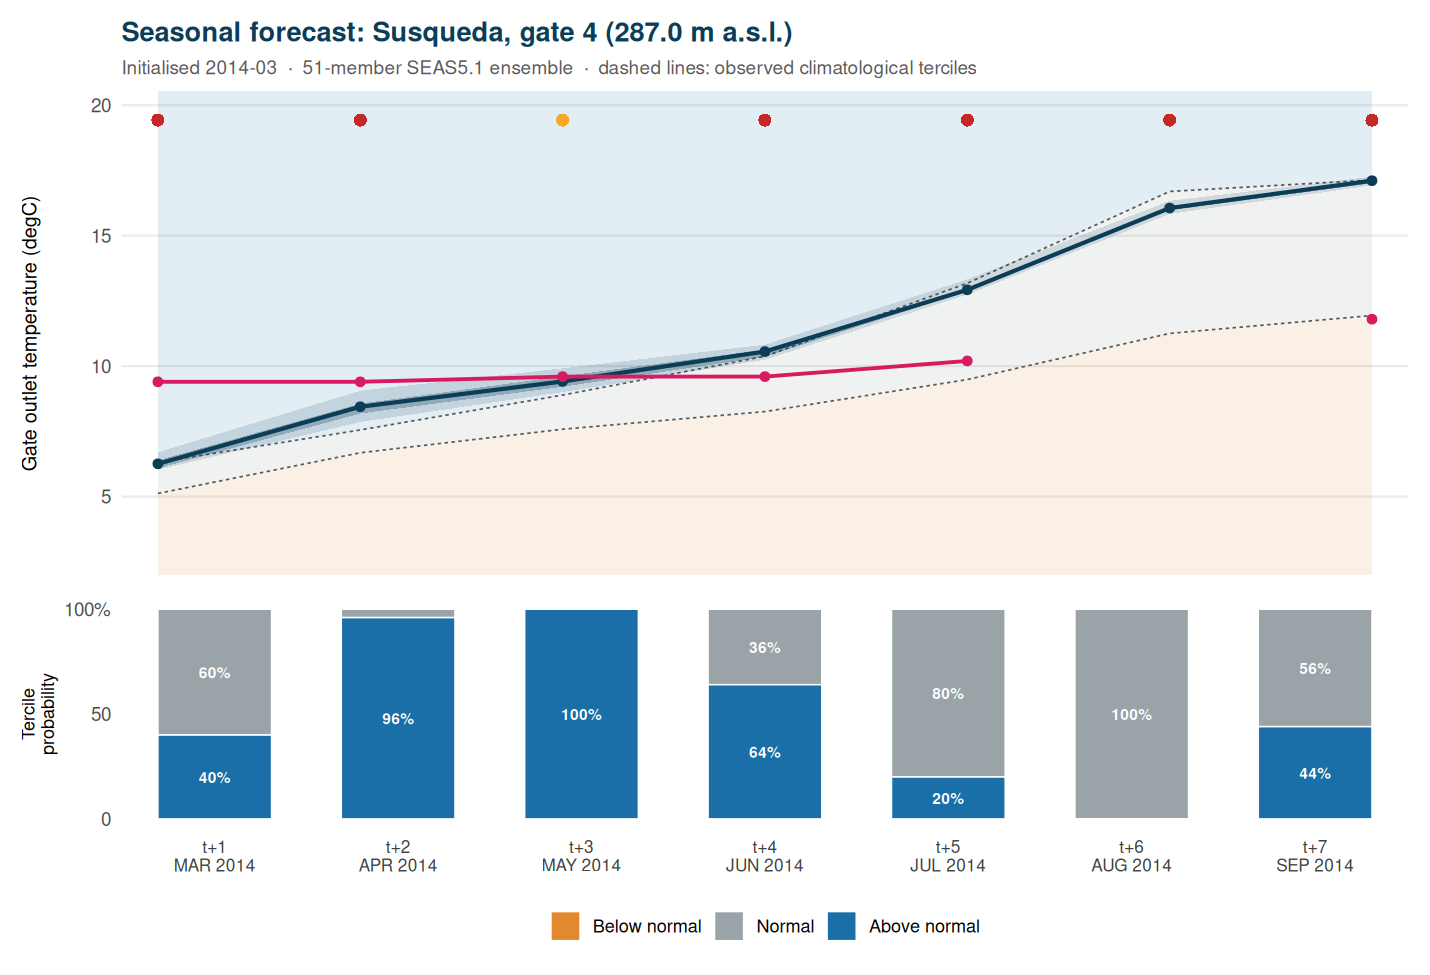 Seasonal forecast: Susqueda, gate 4 (287.0 m a.s.l.)
Initialised 2014-03 · 51-member SEAS5.1 ensemble · dashed lines: observed climatological terciles
Gate outlet temperature (degC)
20
15
10
5
Tercile
probability
100%
50
0
60%
40%
96%
100%
36%
64%
80%
20%
100%
56%
44%
t+1
MAR 2014
t+2
APR 2014
t+3
MAY 2014
t+4
JUN 2014
t+5
JUL 2014
t+6
AUG 2014
t+7
SEP 2014
Below normal
Normal
Above normal